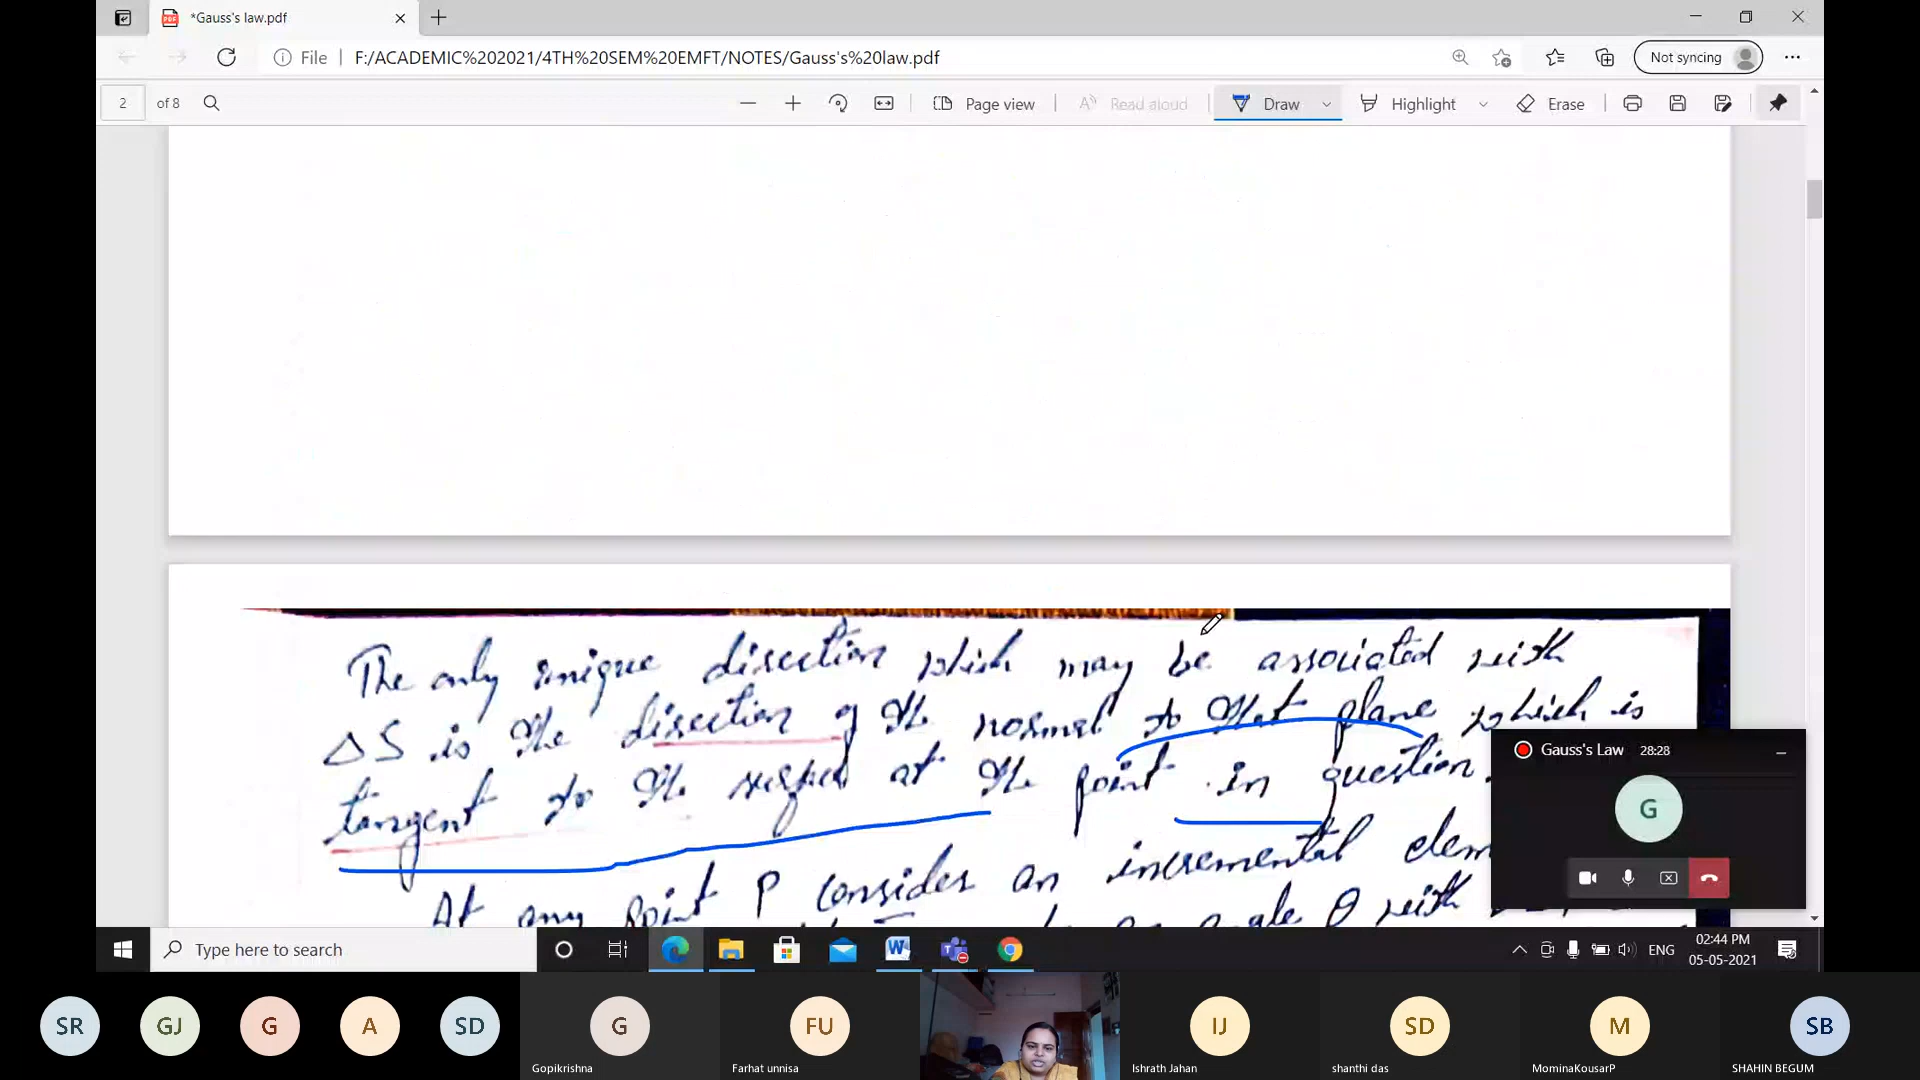 *Gauss's law.pdf
File F:/ACADEMIC%202021/4TH%20SEM%20EMFT/NOTES/Gauss's%20law.pdf
Not syncing
2 of 8
Page view
Read aloud
Draw
Highlight
Erase
The only unique direction which may be associated with
ΔS is the direction of the normal to that plane which is
tangent to the surface at the point in question.
At any point P consider an incremental elem
angle θ with
Gauss's Law 28:28
G
Type here to search
ENG
02:44 PM
05-05-2021
SR
GJ
G
A
SD
G
Gopikrishna
FU
Farhat unnisa
IJ
Ishrath Jahan
SD
shanthi das
M
MominaKousarP
SB
SHAHIN BEGUM